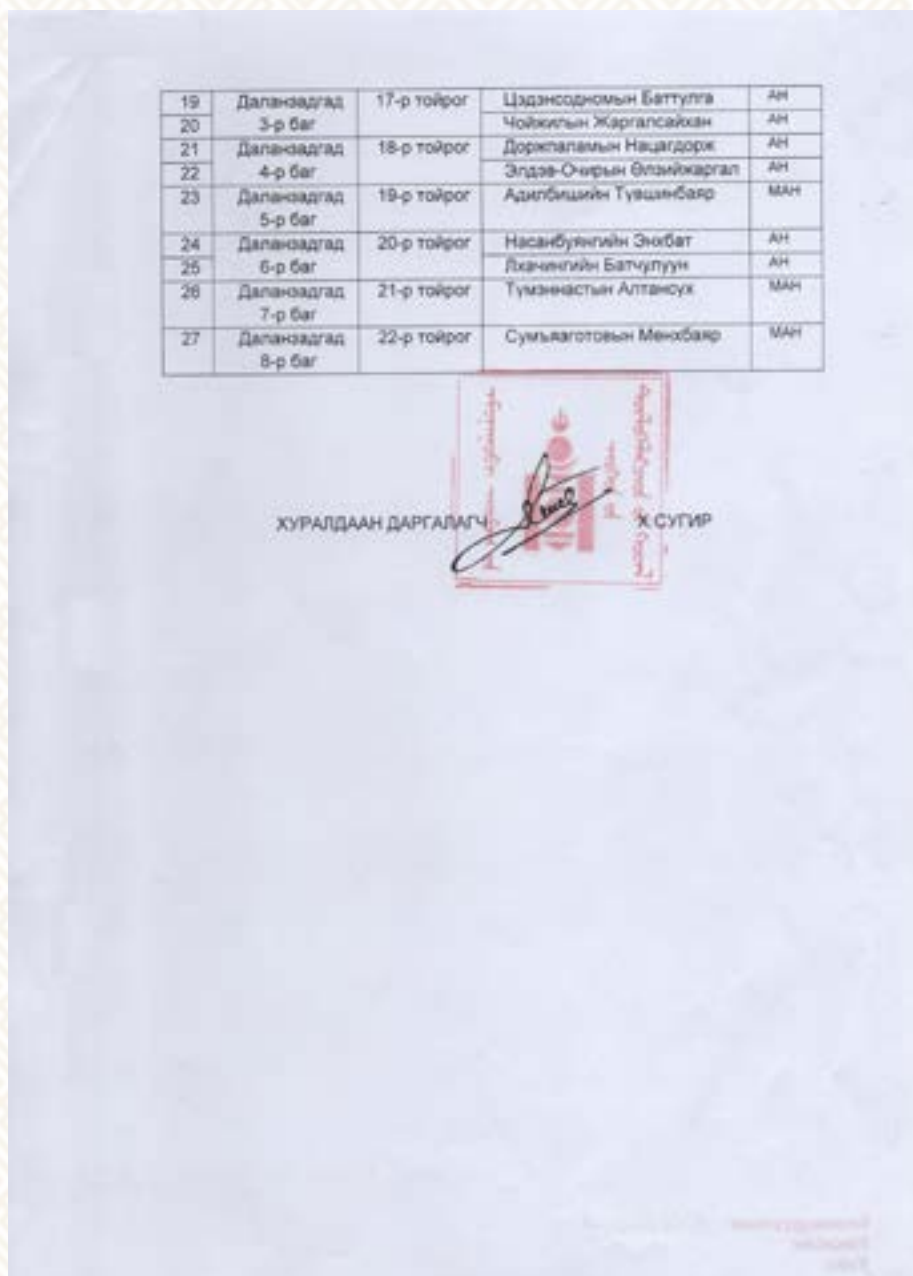 19 Даланзадгад 17-р тойрог Цэдэнсодномын Баттулга АН
20 3-р баг Чойжилын Жаргалсайхан АН
21 Даланзадгад 18-р тойрог Доржпаламын Нацагдорж АН
22 4-р баг Элдэв-Очирын Өлзийжаргал АН
23 Даланзадгад 19-р тойрог Адилбишийн Түвшинбаяр МАН
5-р баг
24 Даланзадгад 20-р тойрог Насанбуянгийн Энхбат АН
25 6-р баг Лхачингийн Батчулуун АН
26 Даланзадгад 21-р тойрог Түмэннастын Алтансүх МАН
7-р баг
27 Даланзадгад 22-р тойрог Сумъяаготовын Мөнхбаяр МАН
8-р баг
ХУРАЛДААН ДАРГАЛАГЧ Х.СУГИР